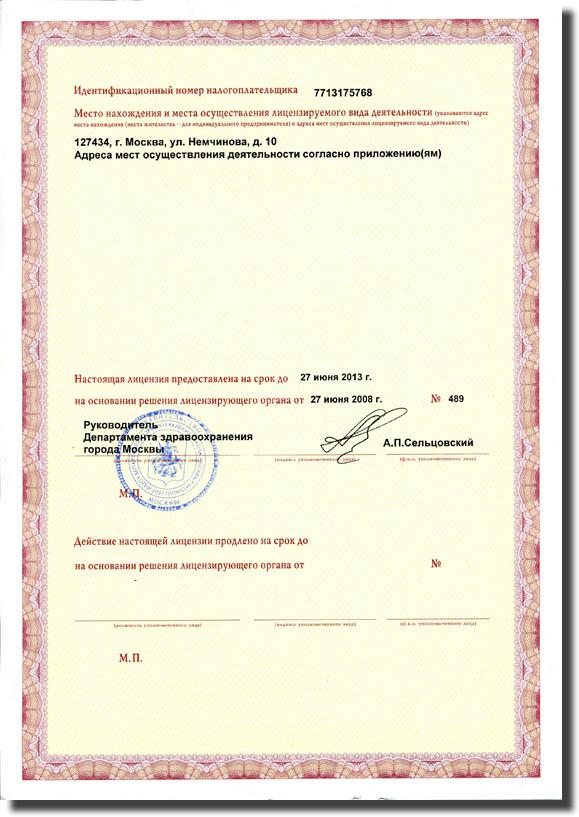 Идентификационный номер налогоплательщика 7713175768
Место нахождения и места осуществления лицензируемого вида деятельности (указываются адрес
места нахождения (места жительства – для индивидуального предпринимателя) и адреса мест осуществления лицензируемого вида деятельности)
127434, г. Москва, ул. Немчинова, д. 10
Адреса мест осуществления деятельности согласно приложению(ям)
Настоящая лицензия предоставлена на срок до 27 июня 2013 г.
на основании решения лицензирующего органа от 27 июня 2008 г. № 489
Руководитель
Департамента здравоохранения
города Москвы
А.П.Сельцовский
(подпись уполномоченного лица)
(ф.и.о. уполномоченного лица)
М.П.
МОСКВЫ
Действие настоящей лицензии продлено на срок до
на основании решения лицензирующего органа от №
(должность уполномоченного лица) (подпись уполномоченного лица) (ф.и.о. уполномоченного лица)
М.П.